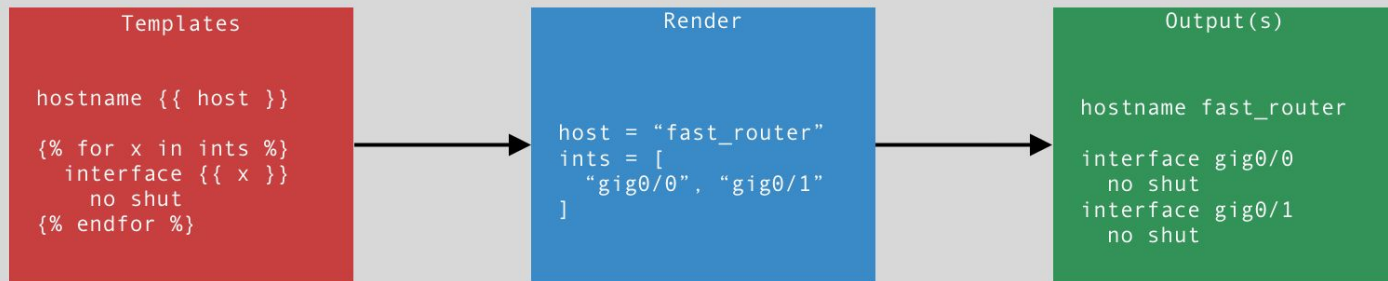 Templates
hostname {{ host }}
{% for x in ints %}
  interface {{ x }}
    no shut
{% endfor %}
Render
host = “fast_router”
ints = [
  “gig0/0”, “gig0/1”
]
Output(s)
hostname fast_router
interface gig0/0
  no shut
interface gig0/1
  no shut